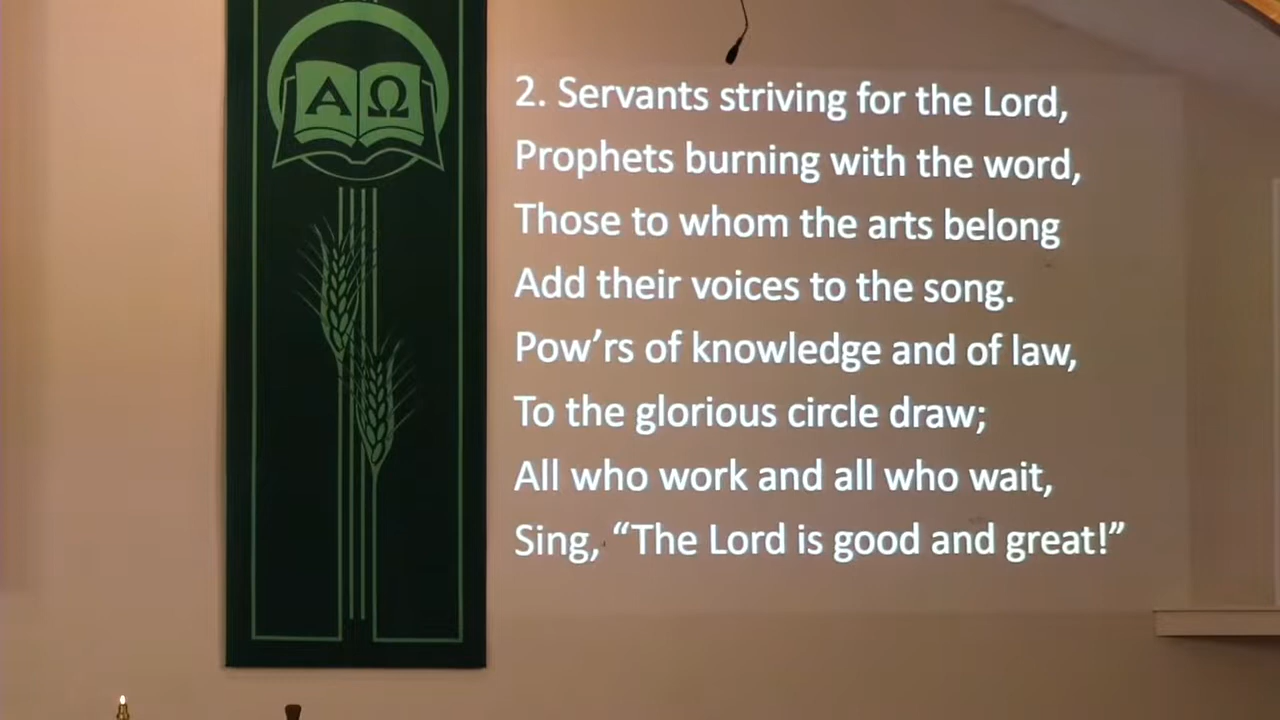 Α Ω
2. Servants striving for the Lord,
Prophets burning with the word,
Those to whom the arts belong
Add their voices to the song.
Pow’rs of knowledge and of law,
To the glorious circle draw;
All who work and all who wait,
Sing, “The Lord is good and great!”